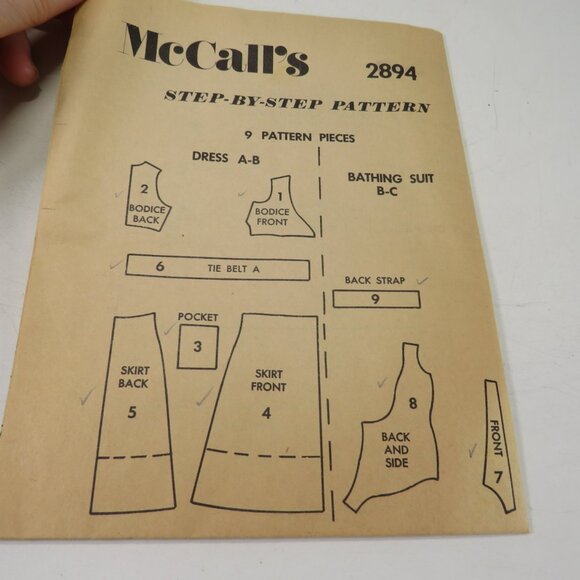 McCall's
2894
STEP-BY-STEP PATTERN
9 PATTERN PIECES
DRESS A-B
2
BODICE
BACK
1
BODICE
FRONT
6 TIE BELT A
POCKET
3
SKIRT
BACK
5
SKIRT
FRONT
4
BATHING SUIT
B-C
BACK STRAP
9
8
BACK
AND
SIDE
FRONT
7